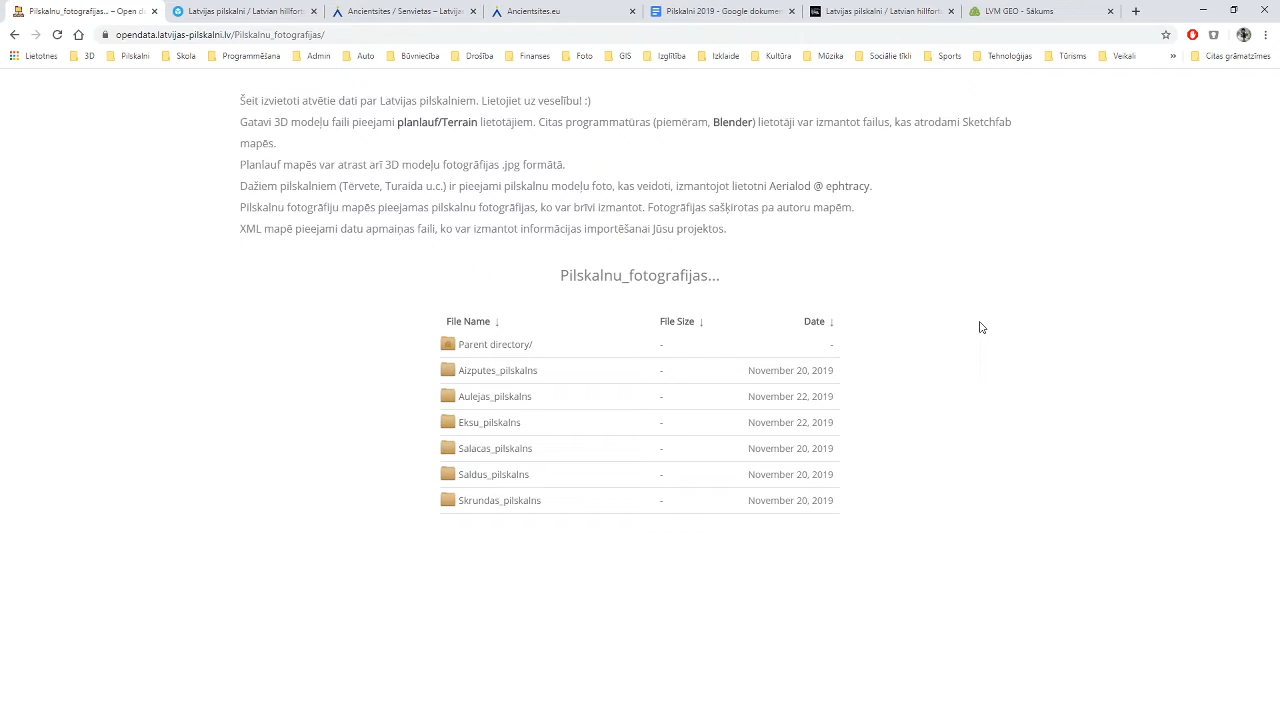 Pilskalnu_fotografijas... – Open da
Latvijas pilskalni / Latvian hillforts
Ancientsites / Senvietas – Latvijas
Ancientsites.eu
Pilskalni 2019 - Google dokumen
Latvijas pilskalni / Latvian hillforts
LVM GEO - Sākums
opendata.latvijas-pilskalni.lv/Pilskalnu_fotografijas/
Lietotnes 3D Pilskalni Skola Programmēšana Admin Auto Būvniecība Drošība Finanses Foto GIS Izglītība Izklaide Kultūra Mūzika Sociālie tīkli Sports Tehnoloģijas Tūrisms Veikali » Citas grāmatzīmes
Šeit izvietoti atvētie dati par Latvijas pilskalniem. Lietojiet uz veselību! :)
Gatavi 3D modeļu faili pieejami planlauf/Terrain lietotājiem. Citas programmatūras (piemēram, Blender) lietotāji var izmantot failus, kas atrodami Sketchfab
mapēs.
Planlauf mapēs var atrast arī 3D modeļu fotogrāfijas .jpg formātā.
Dažiem pilskalniem (Tērvete, Turaida u.c.) ir pieejami pilskalnu modeļu foto, kas veidoti, izmantojot lietotni Aerialod @ ephtracy.
Pilskalnu fotogrāfiju mapēs pieejamas pilskalnu fotogrāfijas, ko var brīvi izmantot. Fotogrāfijas sašķirotas pa autoru mapēm.
XML mapē pieejami datu apmaiņas faili, ko var izmantot informācijas importēšanai Jūsu projektos.
Pilskalnu_fotografijas...
File Name ↓ File Size ↓ Date ↓
Parent directory/ - -
Aizputes_pilskalns - November 20, 2019
Aulejas_pilskalns - November 22, 2019
Eksu_pilskalns - November 22, 2019
Salacas_pilskalns - November 20, 2019
Saldus_pilskalns - November 20, 2019
Skrundas_pilskalns - November 20, 2019